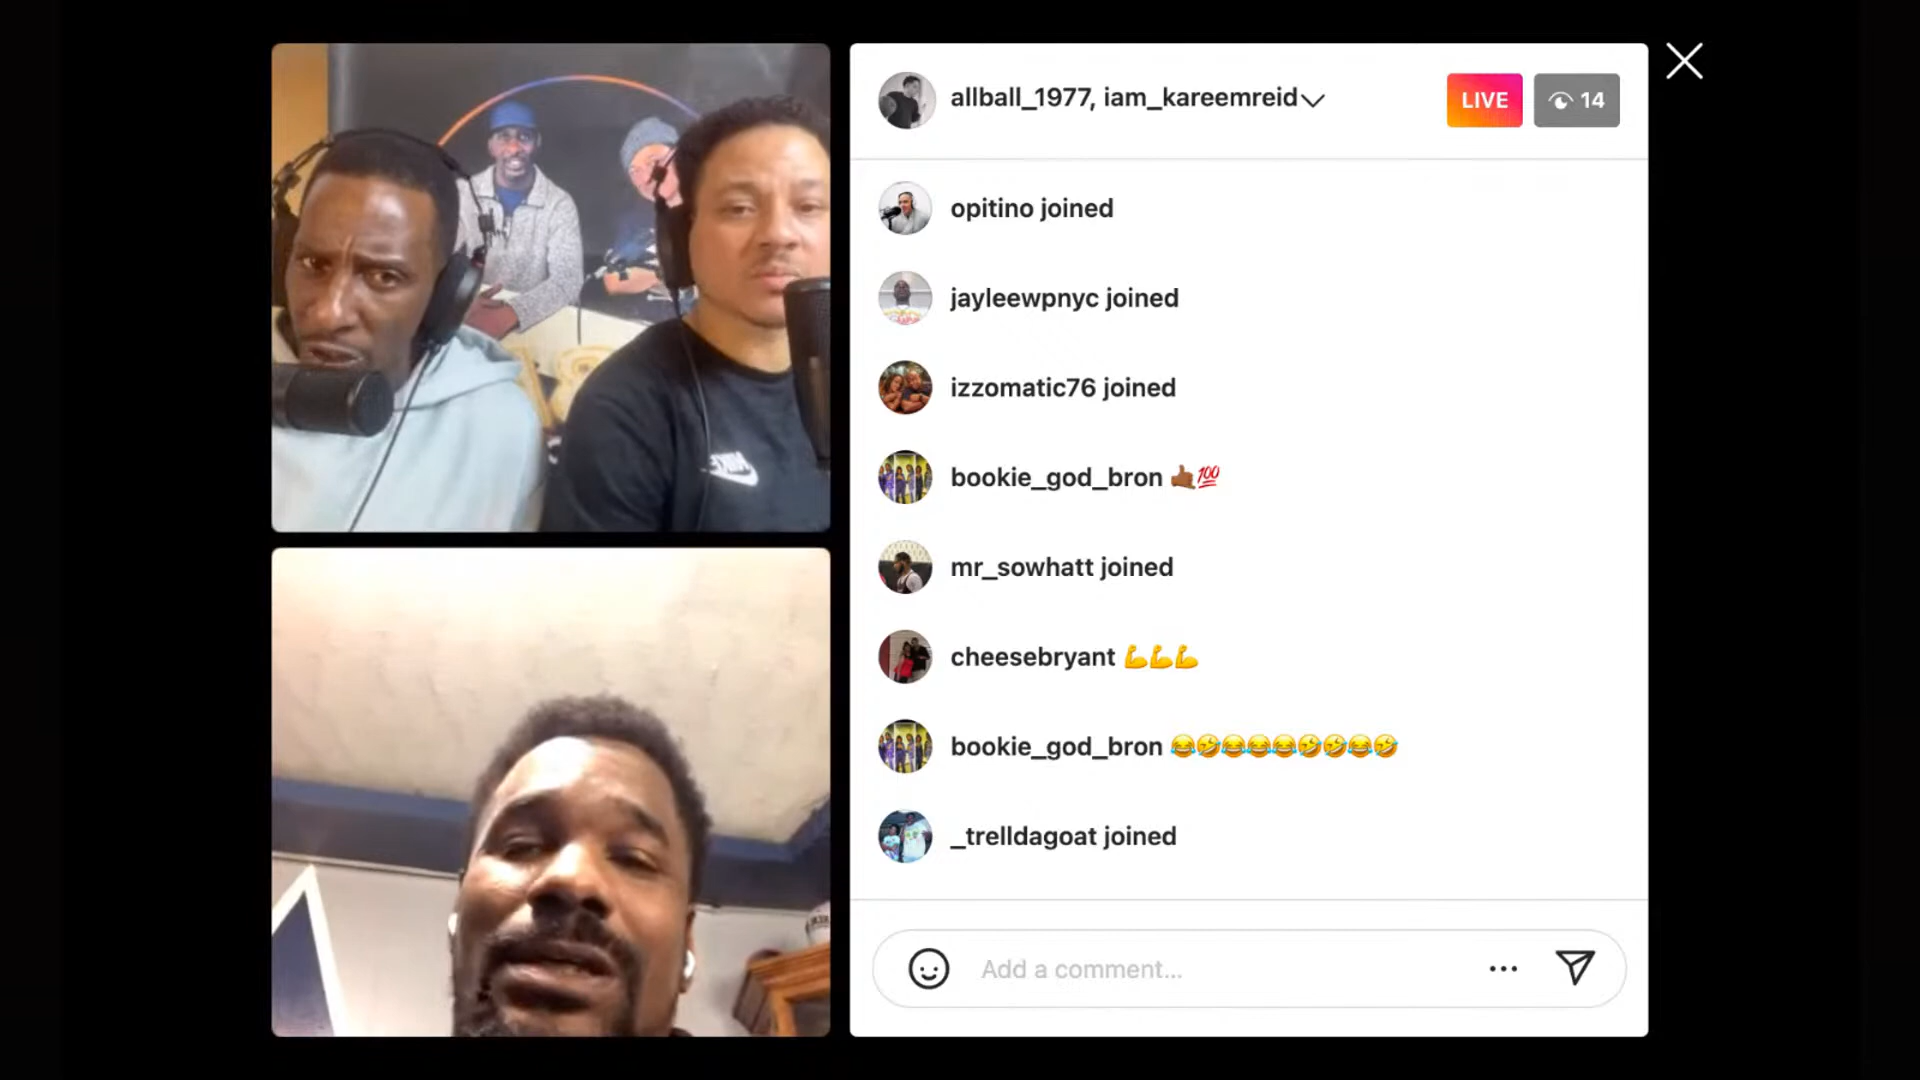 allball_1977, iam_kareemreid
LIVE
14
opitino joined
jayleewpnyc joined
izzomatic76 joined
bookie_god_bron 🤙🏾💯
mr_sowhatt joined
cheesebryant 💪💪💪
bookie_god_bron 😂🤣😂😂😂🤣🤣😂🤣
_trelldagoat joined
Add a comment...